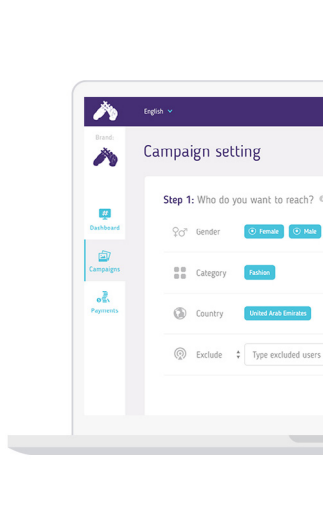 English
Brand:
Campaign setting
Step 1: Who do you want to reach?
Gender
Female
Male
Dashboard
Category
Fashion
Campaigns
Country
United Arab Emirates
Payments
Exclude
Type excluded users